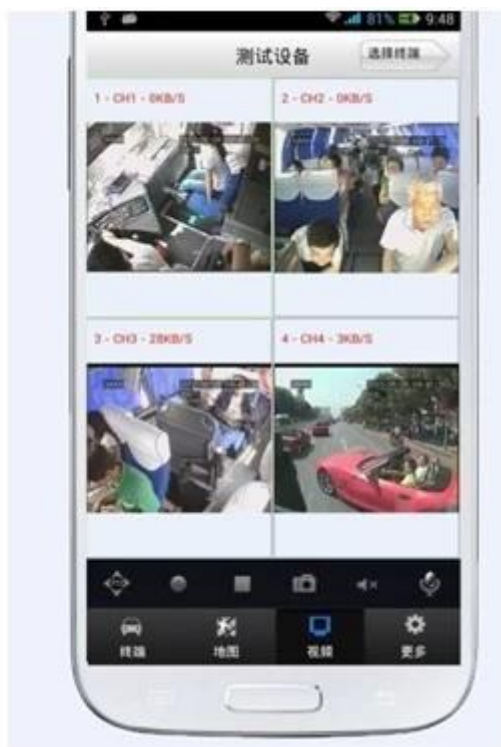 81% 9:48
测试设备 选择终端
1 - CH1 - 0KB/S 2 - CH2 - 0KB/S
3 - CH3 - 28KB/S 4 - CH4 - 3KB/S
终端 地图 视频 更多